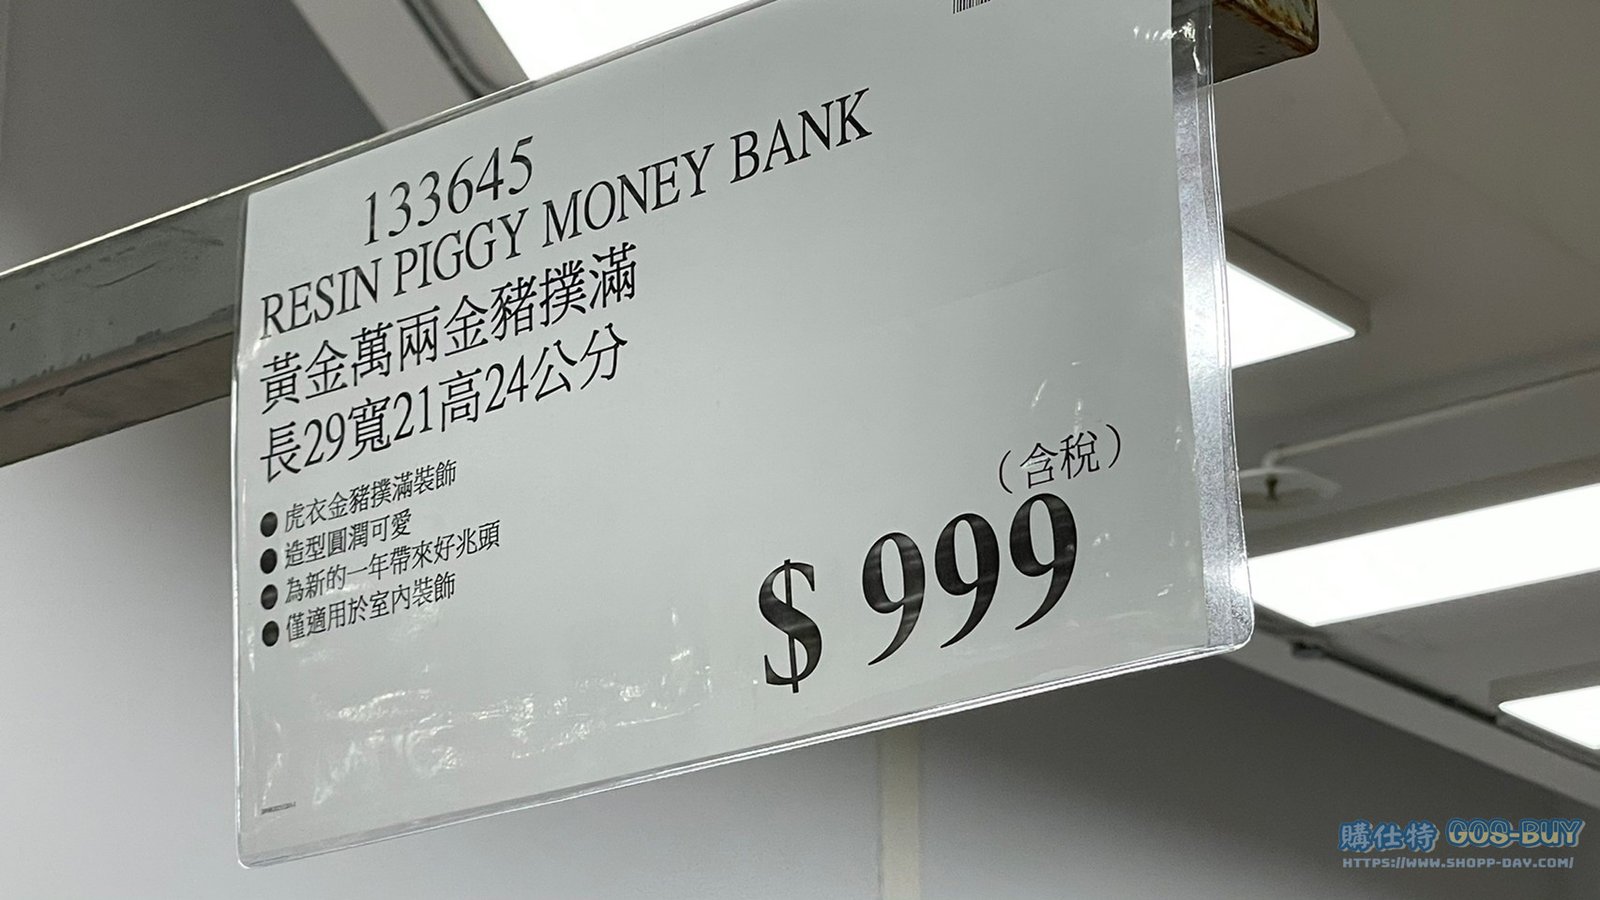 133645
RESIN PIGGY MONEY BANK
黃金萬兩金豬撲滿
長29寬21高24公分
● 虎衣金豬撲滿裝飾
● 造型圓潤可愛
● 為新的一年帶來好兆頭
● 僅適用於室內裝飾
（含稅）
$ 999
購仕特 GOS-BUY
HTTPS://WWW.SHOPP-DAY.COM/